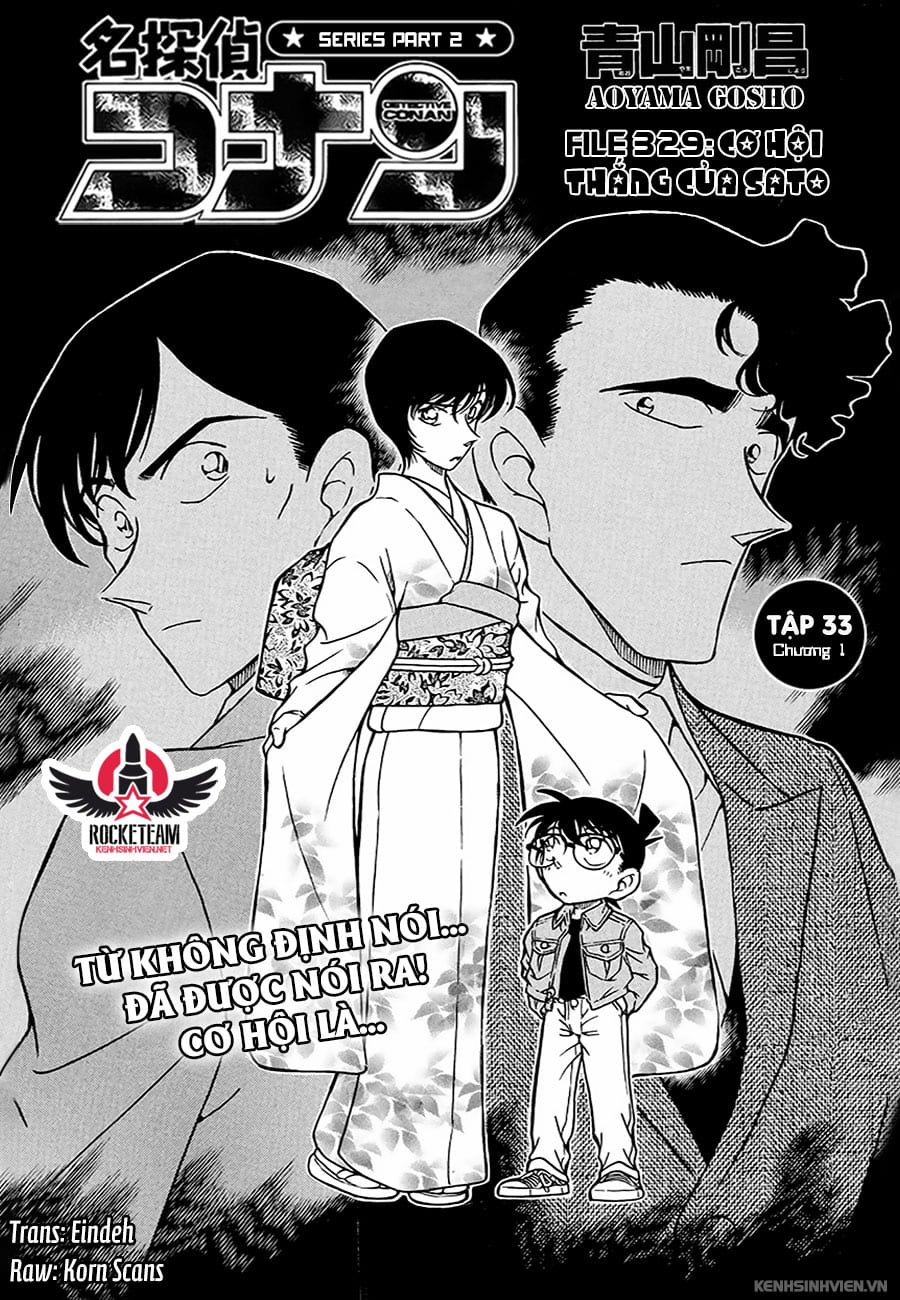 名探偵
★ SERIES PART 2 ★
コナン
DETECTIVE
CONAN
青山剛昌
AOYAMA GOSHO
FILE 329: CƠ HỘI
THẮNG CỦA SATO
TẬP 33
Chương 1
ROCKETEAM
KENHSINHVIEN.NET
TỪ KHÔNG ĐỊNH NÓI...
ĐÃ ĐƯỢC NÓI RA!
CƠ HỘI LÀ...
Trans: Eindeh
Raw: Korn Scans
KENHSINHVIEN.VN